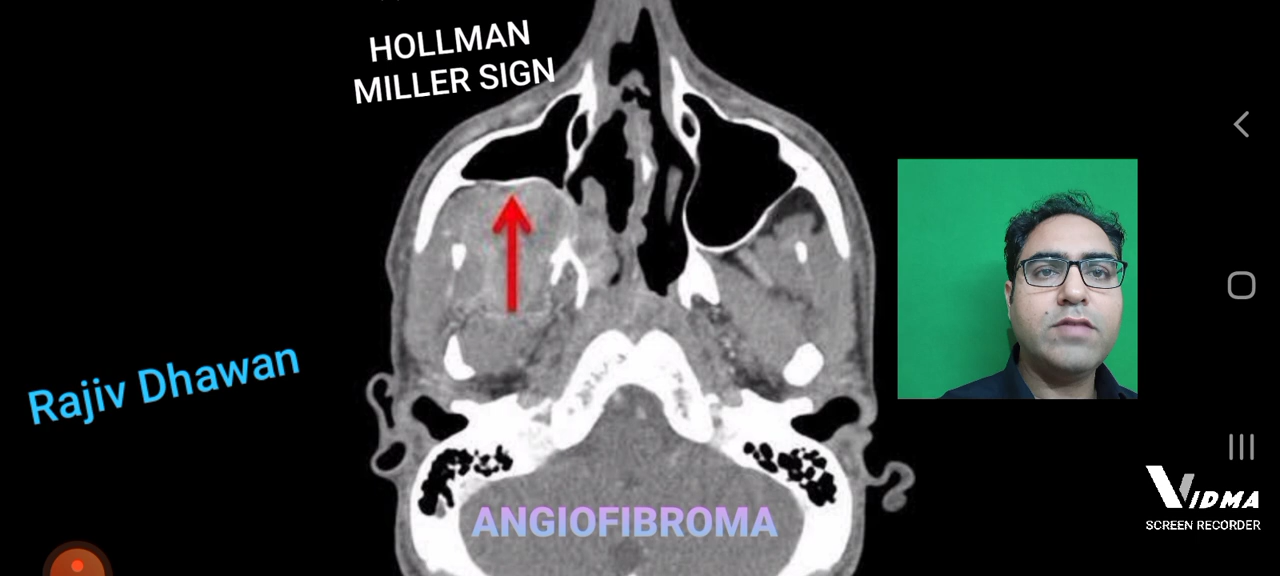 HOLLMAN
MILLER SIGN
Rajiv Dhawan
ANGIOFIBROMA
VIDMA
SCREEN RECORDER